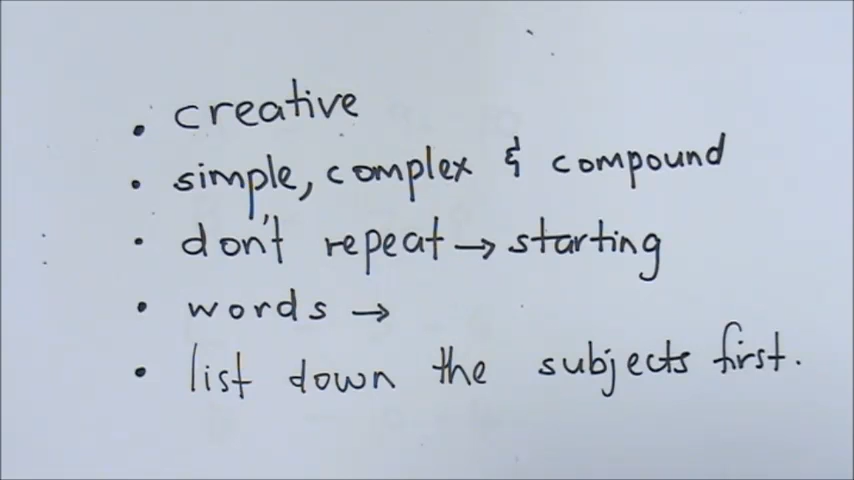 • creative
• simple, complex & compound
• don't repeat → starting
• words →
• list down the subjects first.